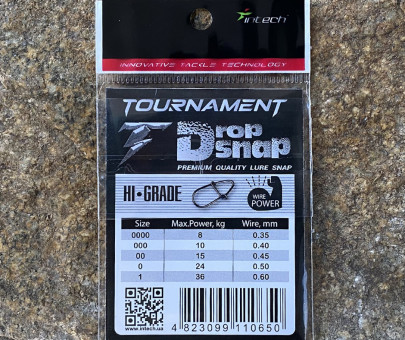 intech
INNOVATIVE TACKLE TECHNOLOGY
TOURNAMENT
Drop
snap
PREMIUM QUALITY LURE SNAP
HI•GRADE
WIRE
POWER
Size Max.Power, kg Wire, mm
0000 8 0.35
000 10 0.40
00 15 0.45
0 24 0.50
1 36 0.60
www.intech.ua
4 823099 110650